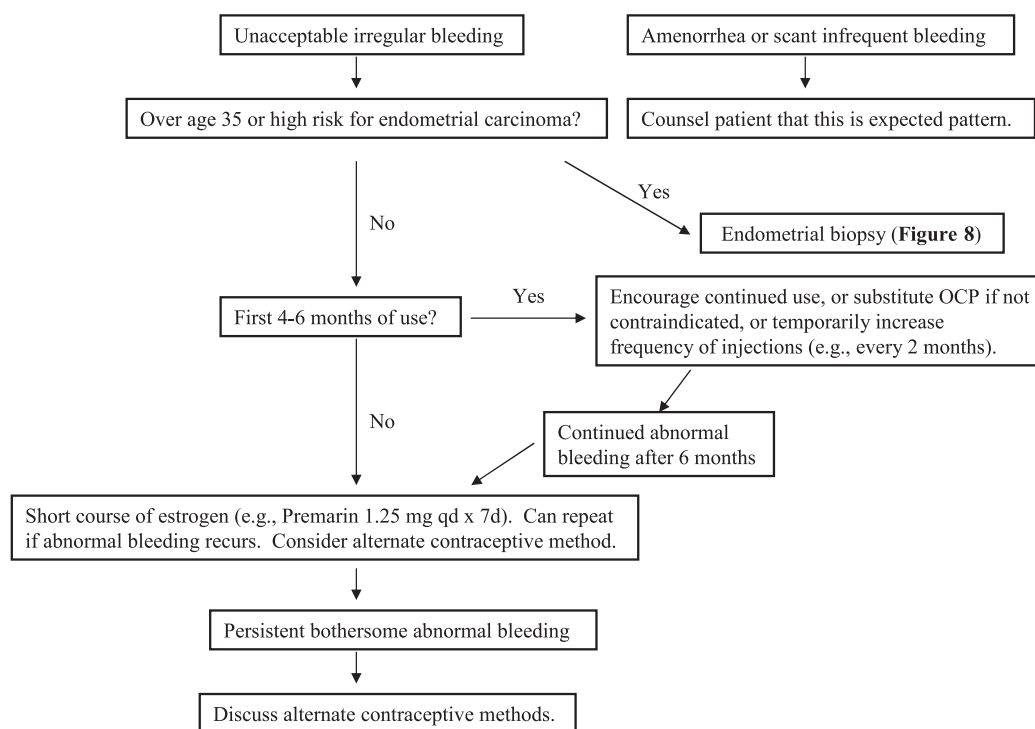 Unacceptable irregular bleeding
Amenorrhea or scant infrequent bleeding
Over age 35 or high risk for endometrial carcinoma?
Counsel patient that this is expected pattern.
Yes
No
Endometrial biopsy (Figure 8)
First 4-6 months of use?
Yes
Encourage continued use, or substitute OCP if not
contraindicated, or temporarily increase
frequency of injections (e.g., every 2 months).
No
Continued abnormal
bleeding after 6 months
Short course of estrogen (e.g., Premarin 1.25 mg qd x 7d). Can repeat
if abnormal bleeding recurs. Consider alternate contraceptive method.
Persistent bothersome abnormal bleeding
Discuss alternate contraceptive methods.